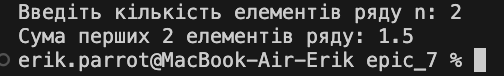 Введіть кількість елементів ряду n: 2
Сума перших 2 елементів ряду: 1.5
erik.parrot@MacBook-Air-Erik epic_7 %